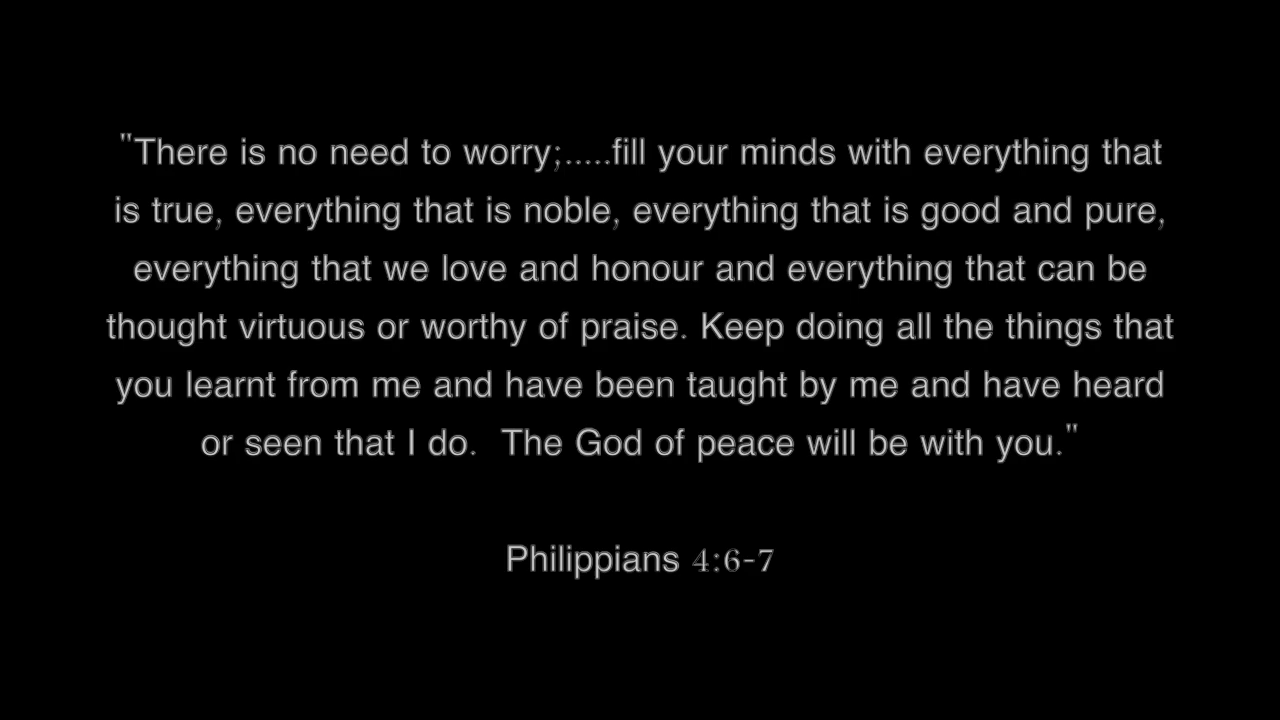 "There is no need to worry;.....fill your minds with everything that
is true, everything that is noble, everything that is good and pure,
everything that we love and honour and everything that can be
thought virtuous or worthy of praise. Keep doing all the things that
you learnt from me and have been taught by me and have heard
or seen that I do.  The God of peace will be with you."
Philippians 4:6-7